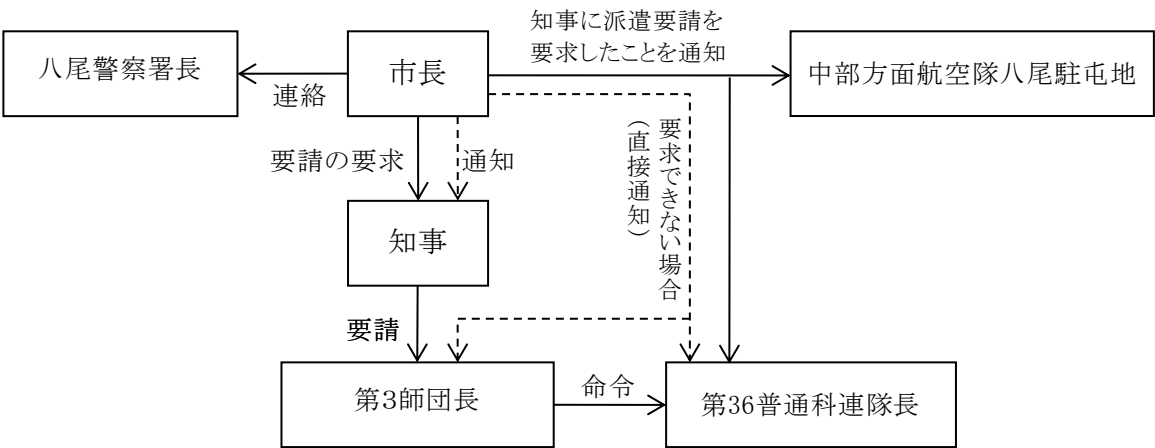 知事に派遣要請を
要求したことを通知
八尾警察署長
市長
中部方面航空隊八尾駐屯地
連絡
要請の要求
通知
要求できない場合
（直接通知）
知事
要請
第３師団長
命令
第36普通科連隊長